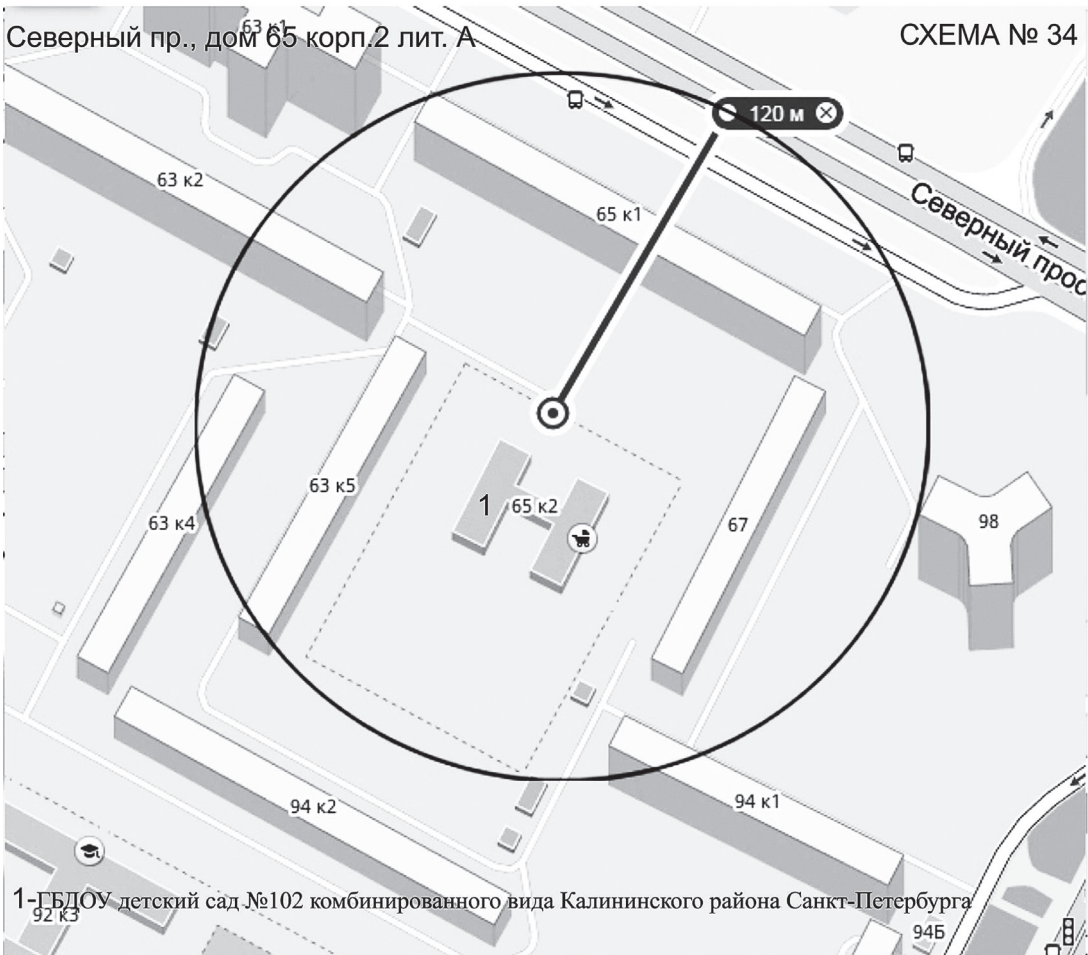 Северный пр., дом 65 корп.2 лит. А
СХЕМА № 34
63 к1
120 м
63 к2
65 к1
Северный прос
63 к5
1
65 к2
63 к4
67
98
94 к2
94 к1
1-ГБДОУ детский сад №102 комбинированного вида Калининского района Санкт-Петербурга
92 к3
94Б